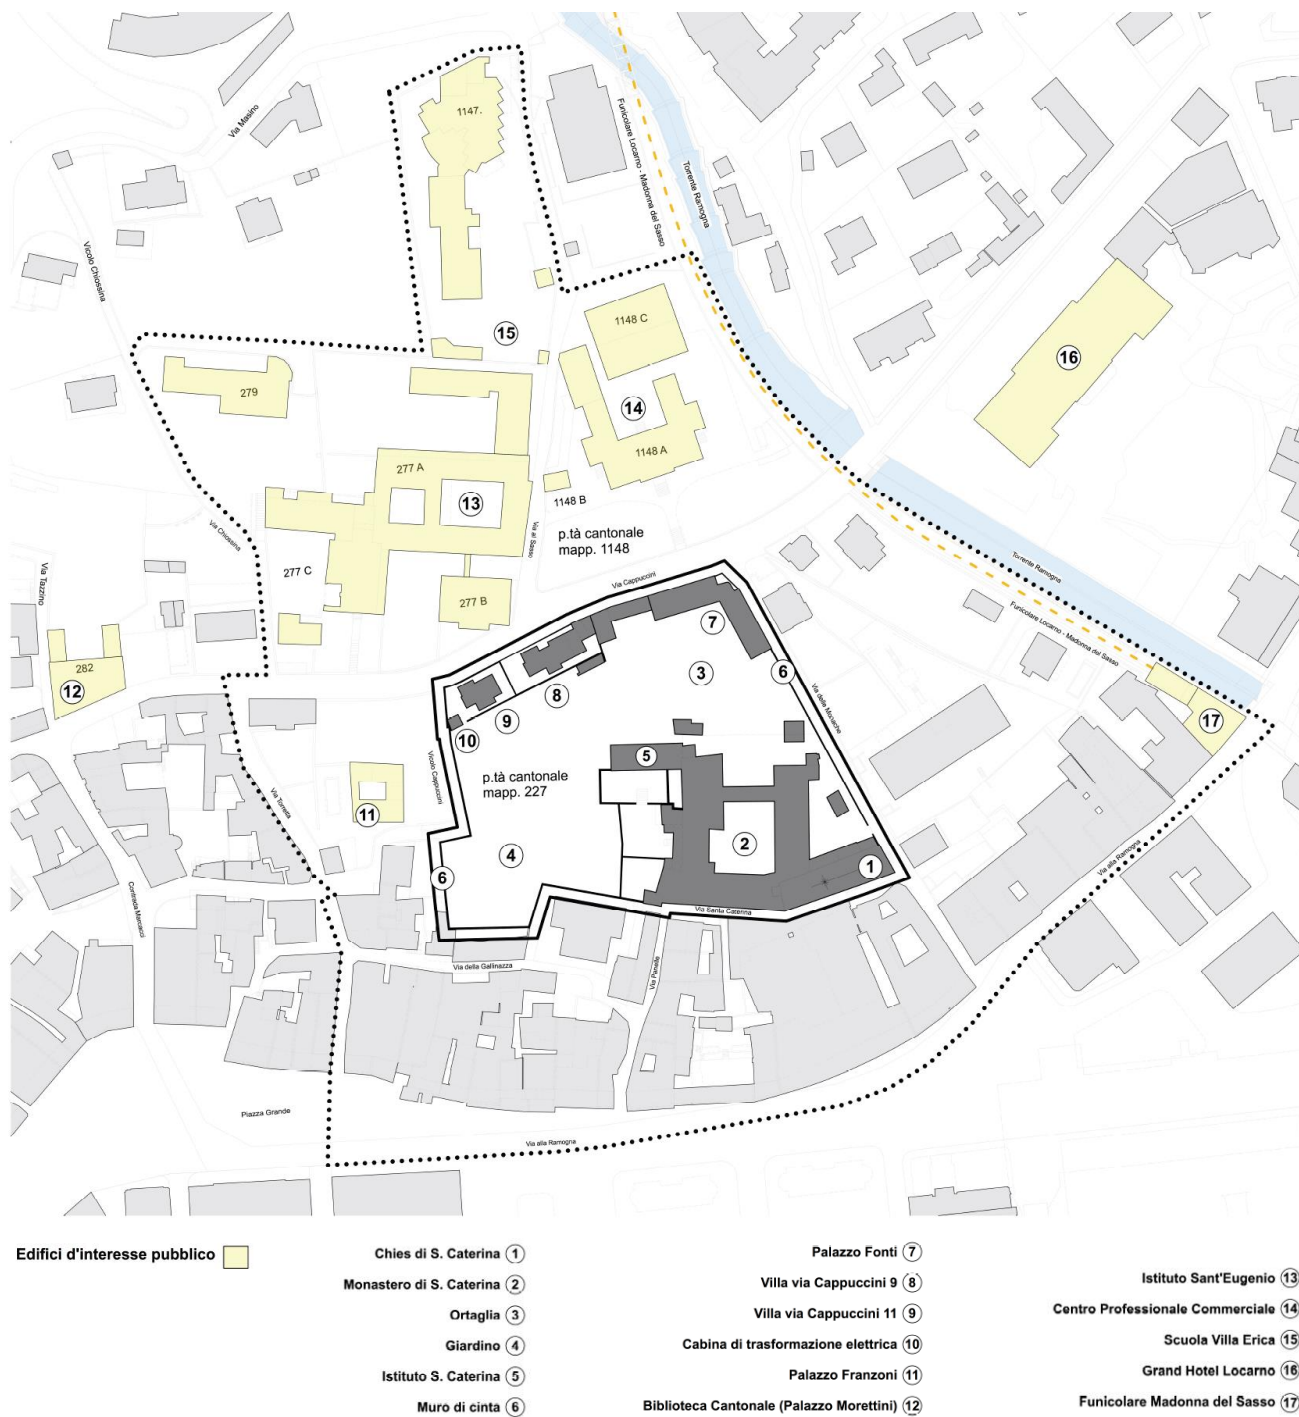 1147.
Via Masino
Funicolare Locarno - Madonna del Sasso
Torrente Ramogna
Vicolo Chiossina
1148 C
15
16
279
14
1148 A
277 A
13
1148 B
p.tà cantonale
mapp. 1148
Via al Sasso
Via Chiossina
Torrente Ramogna
Via Tazzino
277 C
Via Cappuccini
277 B
Funicolare Locarno - Madonna del Sasso
7
282
12
3
6
8
Via delle Monache
9
17
10
5
Vicolo Cappuccini
p.tà cantonale
mapp. 227
Via Torretta
11
2
4
1
6
Via alla Ramogna
Contrada Marcacci
Via Santa Caterina
Via della Gallinazza
Via Panelle
Piazza Grande
Via alla Ramogna
Edifici d'interesse pubblico
Chies di S. Caterina 1
Monastero di S. Caterina 2
Ortaglia 3
Giardino 4
Istituto S. Caterina 5
Muro di cinta 6
Palazzo Fonti 7
Villa via Cappuccini 9 8
Villa via Cappuccini 11 9
Cabina di trasformazione elettrica 10
Palazzo Franzoni 11
Biblioteca Cantonale (Palazzo Morettini) 12
Istituto Sant'Eugenio 13
Centro Professionale Commerciale 14
Scuola Villa Erica 15
Grand Hotel Locarno 16
Funicolare Madonna del Sasso 17